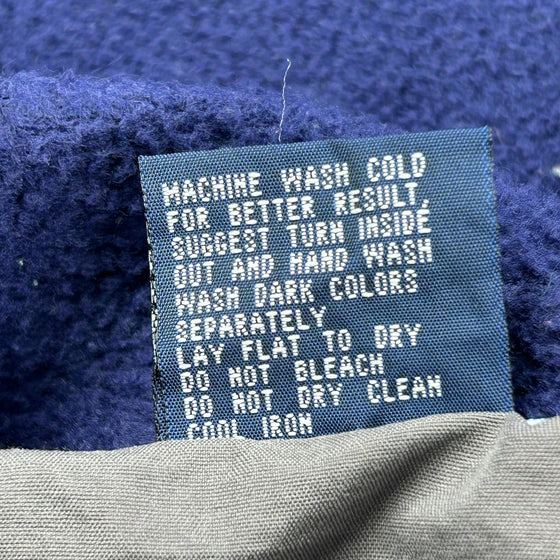 MACHINE WASH COLD
FOR BETTER RESULT,
SUGGEST TURN INSIDE
OUT AND HAND WASH
WASH DARK COLORS
SEPARATELY
LAY FLAT TO DRY
DO NOT BLEACH
DO NOT DRY CLEAN
COOL IRON